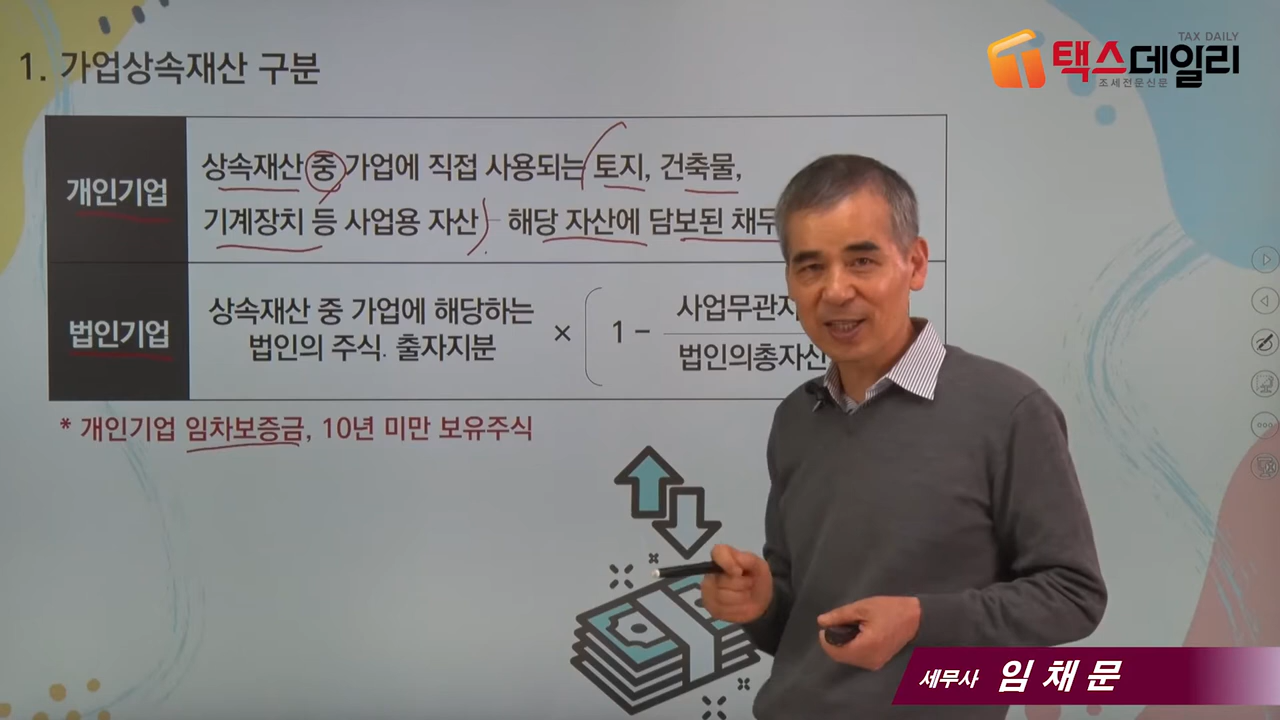 1. 가업상속재산 구분
TAX DAILY
택스데일리
조세전문신문
개인기업
상속재산 중 가업에 직접 사용되는 토지, 건축물,
기계장치 등 사업용 자산 - 해당 자산에 담보된 채무
법인기업
상속재산 중 가업에 해당하는
법인의 주식. 출자지분
× ( 1 -
사업무관자
법인의총자산
* 개인기업 임차보증금, 10년 미만 보유주식
세무사 임채문